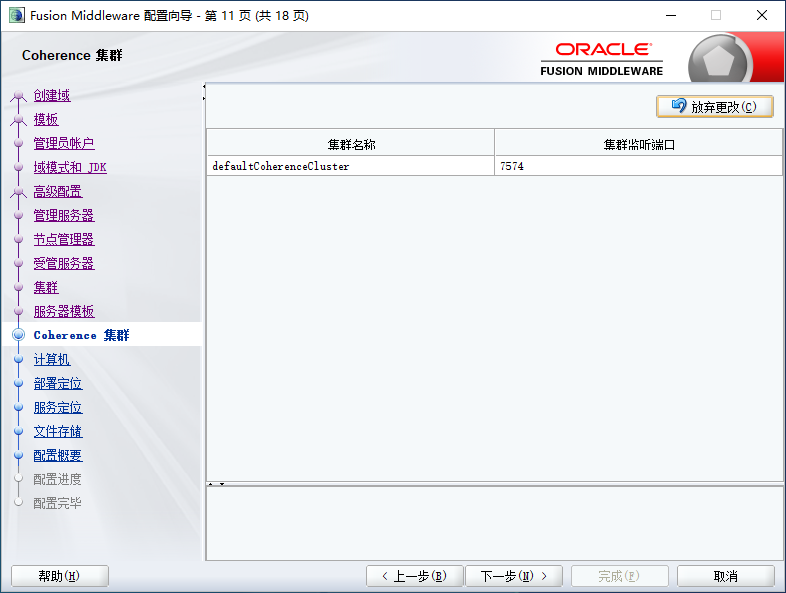 Fusion Middleware 配置向导 - 第 11 页 (共 18 页)
Coherence 集群
ORACLE
FUSION MIDDLEWARE
创建域
模板
管理员帐户
域模式和 JDK
高级配置
管理服务器
节点管理器
受管服务器
集群
服务器模板
Coherence 集群
计算机
部署定位
服务定位
文件存储
配置概要
配置进度
配置完毕
放弃更改(C)
集群名称 集群监听端口
defaultCoherenceCluster 7574
帮助(H) < 上一步(B) 下一步(N) > 完成(F) 取消